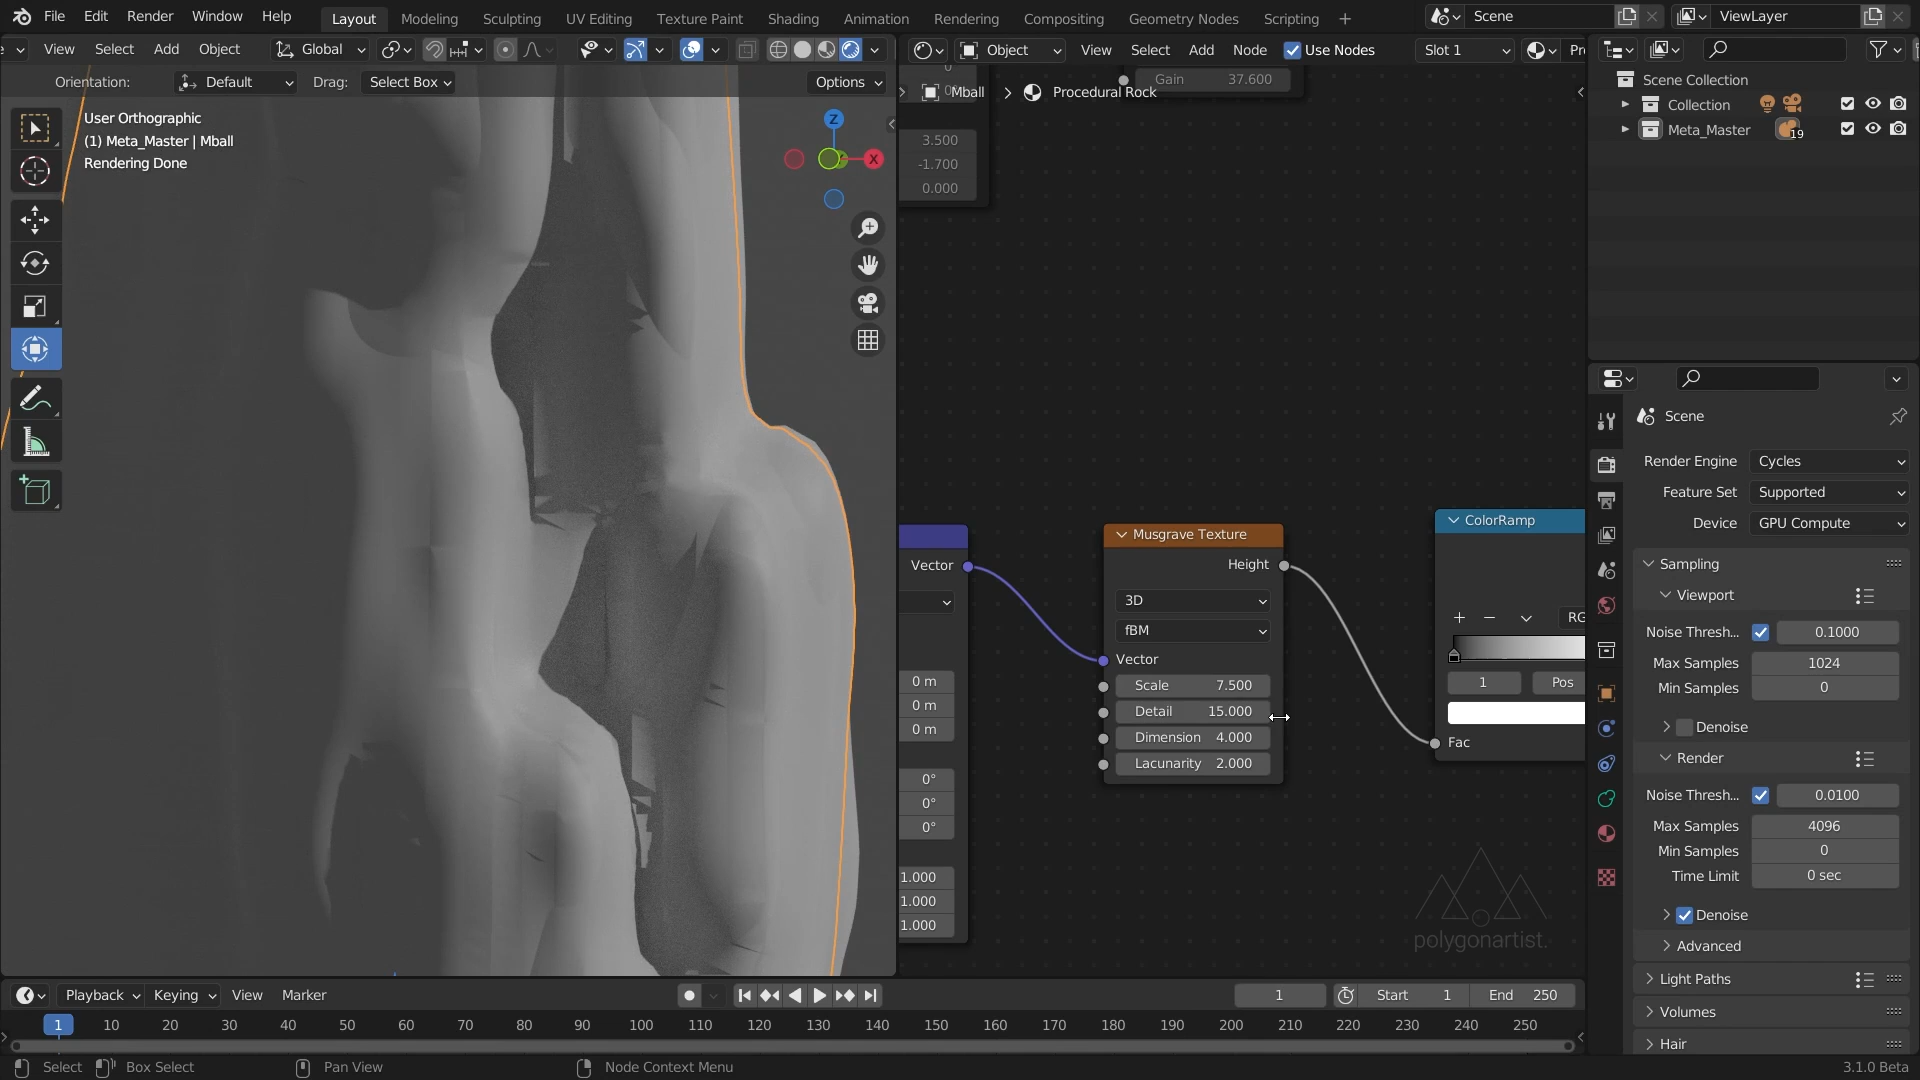 File Edit Render Window Help Layout Modeling Sculpting UV Editing Texture Paint Shading Animation Rendering Compositing Geometry Nodes Scripting + Scene ViewLayer
View Select Add Object Global Object View Select Add Node Use Nodes Slot 1
Orientation: Default Drag: Select Box Options
User Orthographic
(1) Meta_Master | Mball
Rendering Done
Z
X
Gain 37.600
Mball > Procedural Rock
3.500
-1.700
0.000
Vector
0 m
0 m
0 m
0°
0°
0°
1.000
1.000
1.000
Musgrave Texture
Height
3D
fBM
Vector
Scale 7.500
Detail 15.000
Dimension 4.000
Lacunarity 2.000
ColorRamp
+ − RG
1 Pos
Fac
polygonartist.
Scene Collection
Collection
Meta_Master 19
Scene
Render Engine Cycles
Feature Set Supported
Device GPU Compute
Sampling
Viewport
Noise Thresh... 0.1000
Max Samples 1024
Min Samples 0
Denoise
Render
Noise Thresh... 0.0100
Max Samples 4096
Min Samples 0
Time Limit 0 sec
Denoise
Advanced
Light Paths
Volumes
Hair
Playback Keying View Marker 1 Start 1 End 250
1 10 20 30 40 50 60 70 80 90 100 110 120 130 140 150 160 170 180 190 200 210 220 230 240 250
Select Box Select Pan View Node Context Menu 3.1.0 Beta